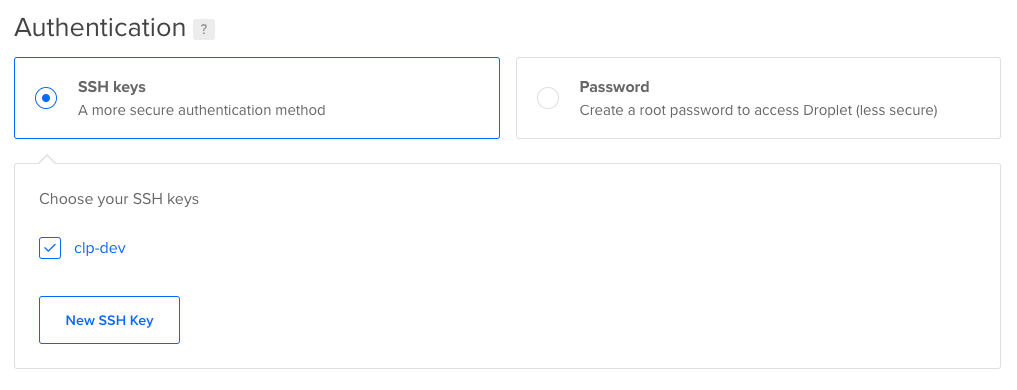 Authentication ?
SSH keys
A more secure authentication method
Password
Create a root password to access Droplet (less secure)
Choose your SSH keys
clp-dev
New SSH Key